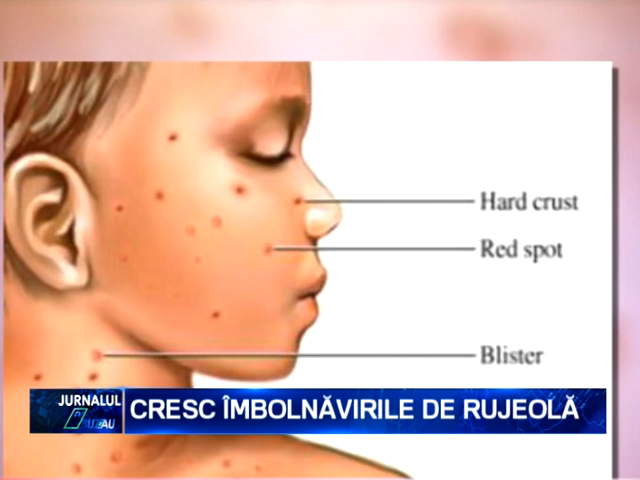 Hard crust
Red spot
Blister
JURNALUL
CRESC ÎMBOLNĂVIRILE DE RUJEOLĂ